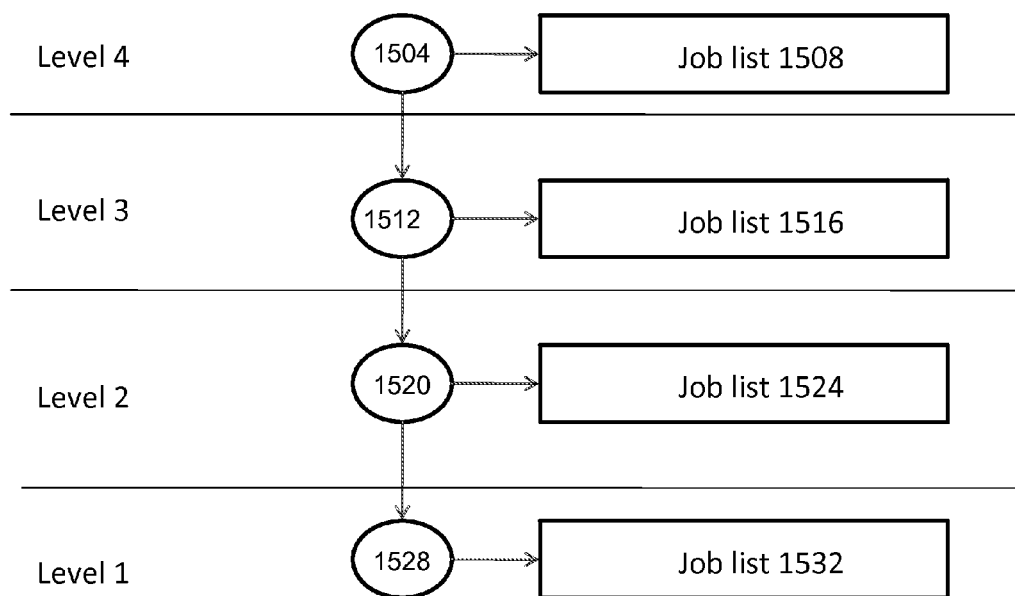 Level 4
1504
Job list 1508
Level 3
1512
Job list 1516
Level 2
1520
Job list 1524
Level 1
1528
Job list 1532